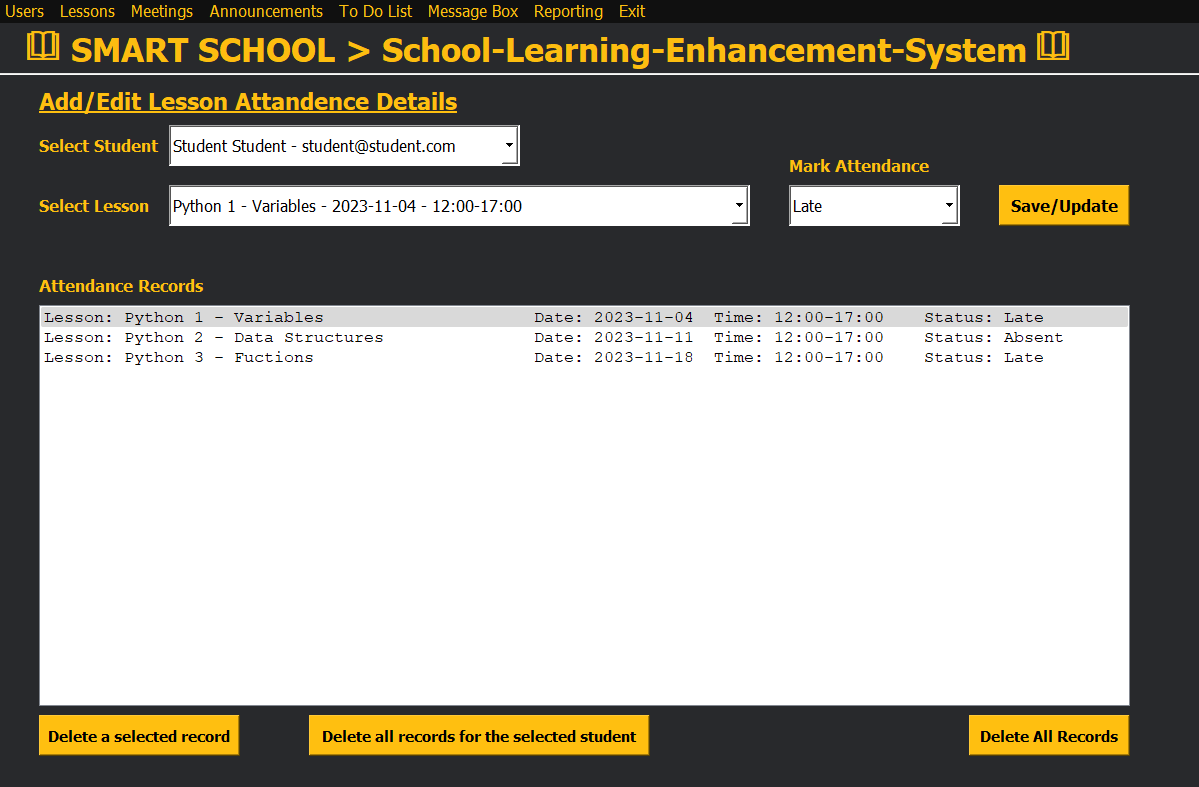 Users Lessons Meetings Announcements To Do List Message Box Reporting Exit
SMART SCHOOL > School-Learning-Enhancement-System
Add/Edit Lesson Attandence Details
Select Student Student Student - student@student.com
Mark Attendance
Select Lesson Python 1 - Variables - 2023-11-04 - 12:00-17:00 Late Save/Update
Attendance Records
Lesson: Python 1 - Variables Date: 2023-11-04 Time: 12:00-17:00 Status: Late
Lesson: Python 2 - Data Structures Date: 2023-11-11 Time: 12:00-17:00 Status: Absent
Lesson: Python 3 - Fuctions Date: 2023-11-18 Time: 12:00-17:00 Status: Late
Delete a selected record Delete all records for the selected student Delete All Records